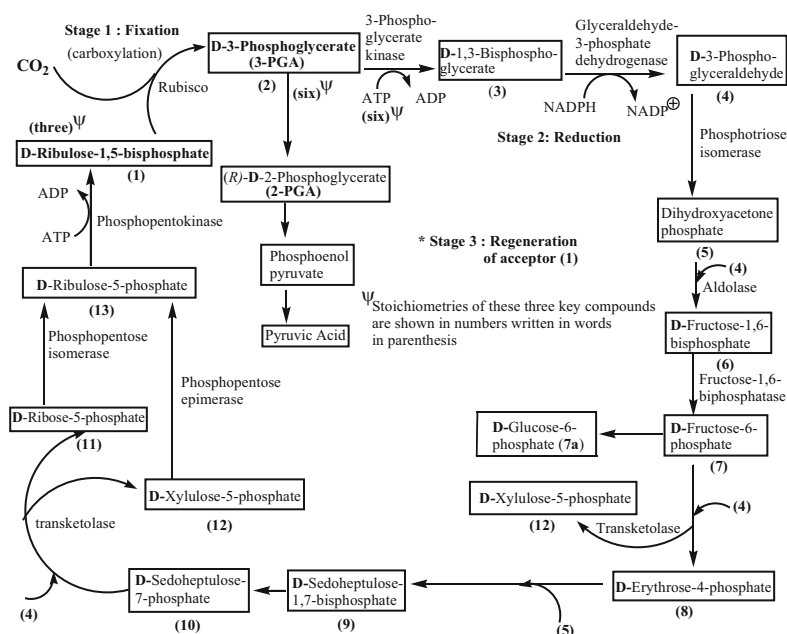 Stage 1 : Fixation
(carboxylation)
CO2
Rubisco
D-3-Phosphoglycerate
(3-PGA)
(2)
3-Phospho-
glycerate
kinase
ATP
ADP
(six)Ψ
D-1,3-Bisphospho-
glycerate
(3)
Glyceraldehyde-
3-phosphate
dehydrogenase
NADPH
NADP⊕
D-3-Phospho-
glyceraldehyde
(4)
Stage 2: Reduction
(three)Ψ
D-Ribulose-1,5-bisphosphate
(1)
(six)Ψ
(R)-D-2-Phosphoglycerate
(2-PGA)
Phosphoenol
pyruvate
Pyruvic Acid
Phosphotriose
isomerase
Dihydroxyacetone
phosphate
(5)
(4)
Aldolase
* Stage 3 : Regeneration
of acceptor (1)
ΨStoichiometries of these three key compounds
are shown in numbers written in words
in parenthesis
ADP
ATP
Phosphopentokinase
D-Ribulose-5-phosphate
(13)
Phosphopentose
isomerase
Phosphopentose
epimerase
D-Fructose-1,6-
bisphosphate
(6)
Fructose-1,6-
biphosphatase
D-Glucose-6-
phosphate (7a)
D-Fructose-6-
phosphate
(7)
D-Ribose-5-phosphate
(11)
D-Xylulose-5-phosphate
(12)
transketolase
D-Xylulose-5-phosphate
(12)
Transketolase
(4)
(4)
D-Sedoheptulose-
7-phosphate
(10)
D-Sedoheptulose-
1,7-bisphosphate
(9)
(5)
D-Erythrose-4-phosphate
(8)